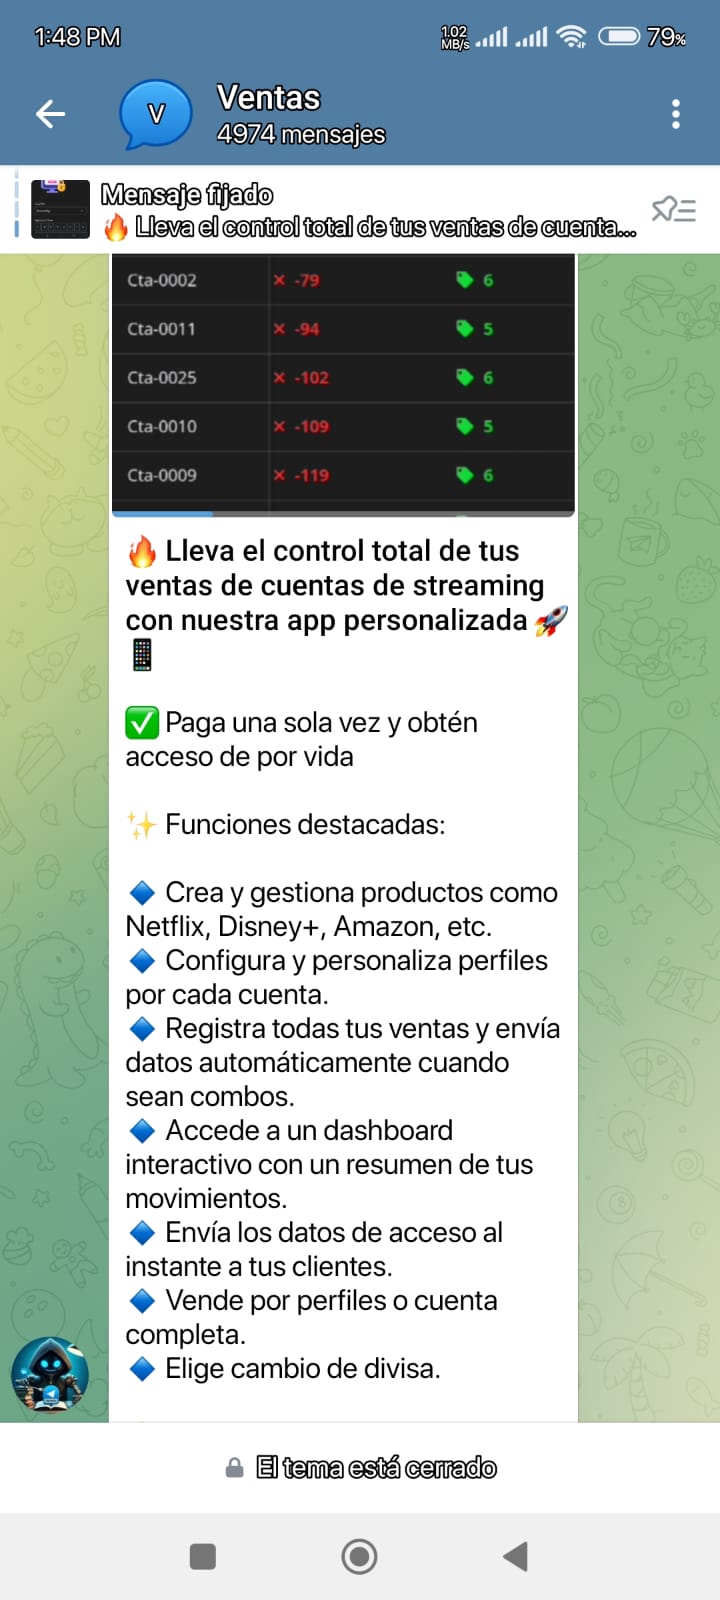 1:48 PM
1.02 MB/s
79%
V
Ventas
4974 mensajes
Mensaje fijado
🔥 Lleva el control total de tus ventas de cuenta...
Cta-0002 × -79 6
Cta-0011 × -94 5
Cta-0025 × -102 6
Cta-0010 × -109 5
Cta-0009 × -119 6
🔥 Lleva el control total de tus
ventas de cuentas de streaming
con nuestra app personalizada 🚀
📱
✅ Paga una sola vez y obtén
acceso de por vida
✨ Funciones destacadas:
🔷 Crea y gestiona productos como
Netflix, Disney+, Amazon, etc.
🔷 Configura y personaliza perfiles
por cada cuenta.
🔷 Registra todas tus ventas y envía
datos automáticamente cuando
sean combos.
🔷 Accede a un dashboard
interactivo con un resumen de tus
movimientos.
🔷 Envía los datos de acceso al
instante a tus clientes.
🔷 Vende por perfiles o cuenta
completa.
🔷 Elige cambio de divisa.
El tema está cerrado